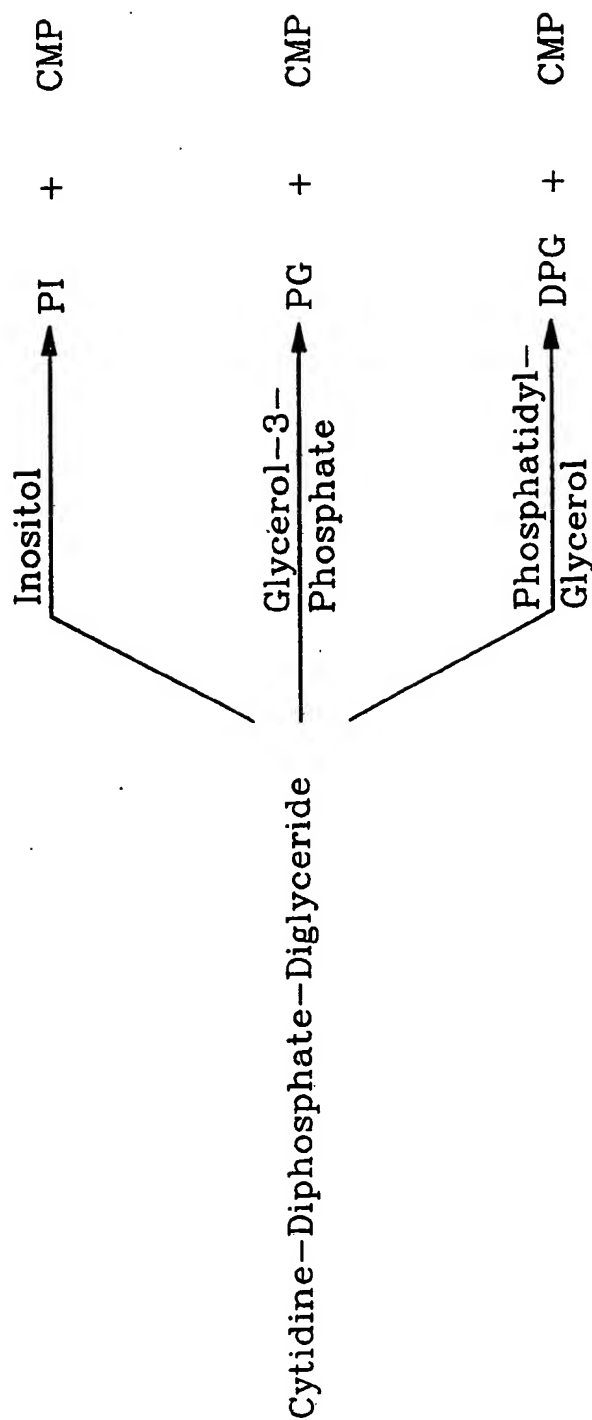 Cytidine-Diphosphate-Diglyceride
Inositol
PI + CMP
Glycerol-3-
Phosphate
PG + CMP
Phosphatidyl-
Glycerol
DPG + CMP